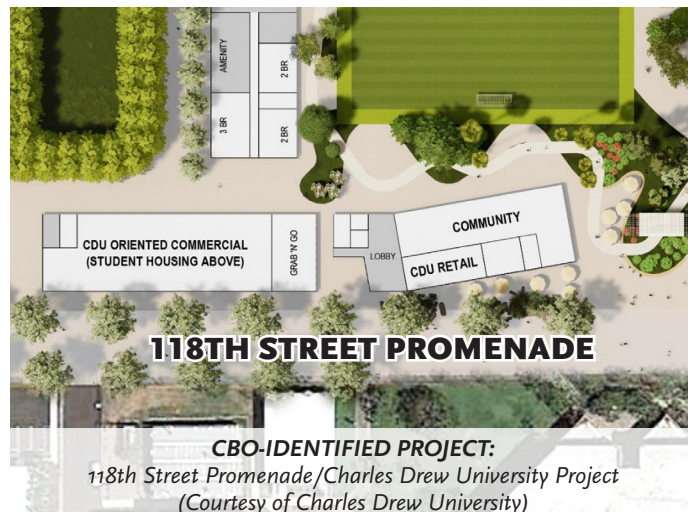 AMENITY
2 BR
3 BR
2 BR
CDU ORIENTED COMMERCIAL
(STUDENT HOUSING ABOVE)
GRAB 'N' GO
LOBBY
COMMUNITY
CDU RETAIL
118TH STREET PROMENADE
CBO-IDENTIFIED PROJECT:
118th Street Promenade/Charles Drew University Project
(Courtesy of Charles Drew University)